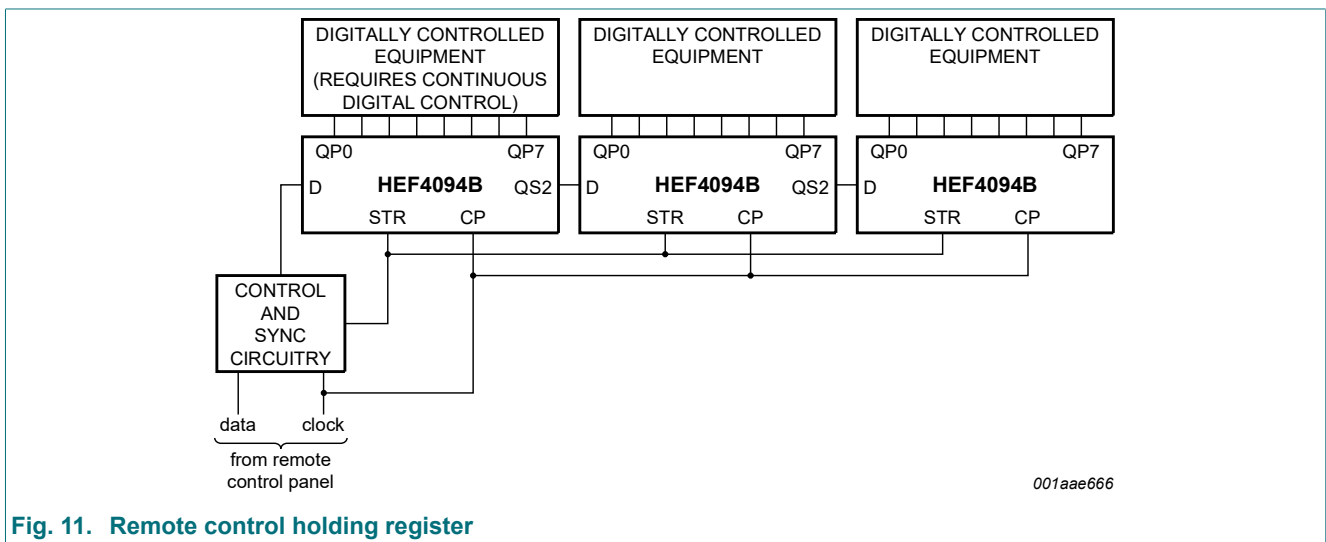 DIGITALLY CONTROLLED
EQUIPMENT
(REQUIRES CONTINUOUS
DIGITAL CONTROL)
DIGITALLY CONTROLLED
EQUIPMENT
DIGITALLY CONTROLLED
EQUIPMENT
QP0 QP7
D HEF4094B QS2
STR CP
QP0 QP7
D HEF4094B QS2
STR CP
QP0 QP7
D HEF4094B
STR CP
CONTROL
AND
SYNC
CIRCUITRY
data clock
from remote
control panel
001aae666
Fig. 11. Remote control holding register